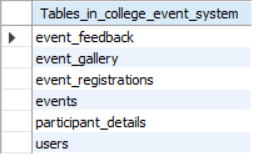 Tables_in_college_event_system
event_feedback
event_gallery
event_registrations
events
participant_details
users